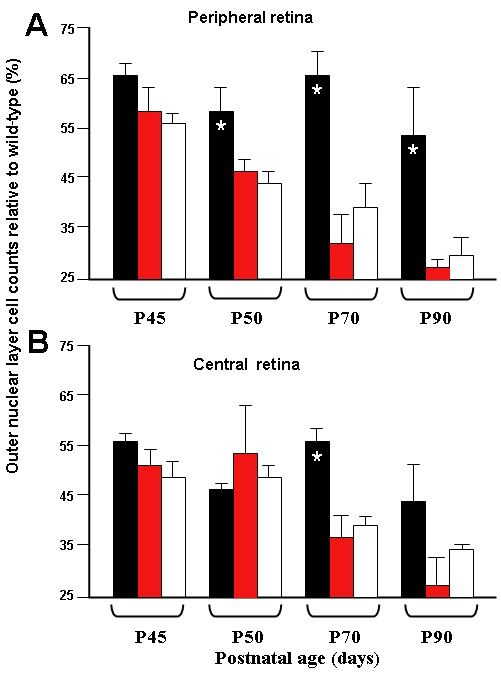 A
Peripheral retina
Outer nuclear layer cell counts relative to wild-type (%)
75
65
55
45
35
25
* * *
P45 P50 P70 P90
B
Central retina
75
65
55
45
35
25
*
P45 P50 P70 P90
Postnatal age (days)